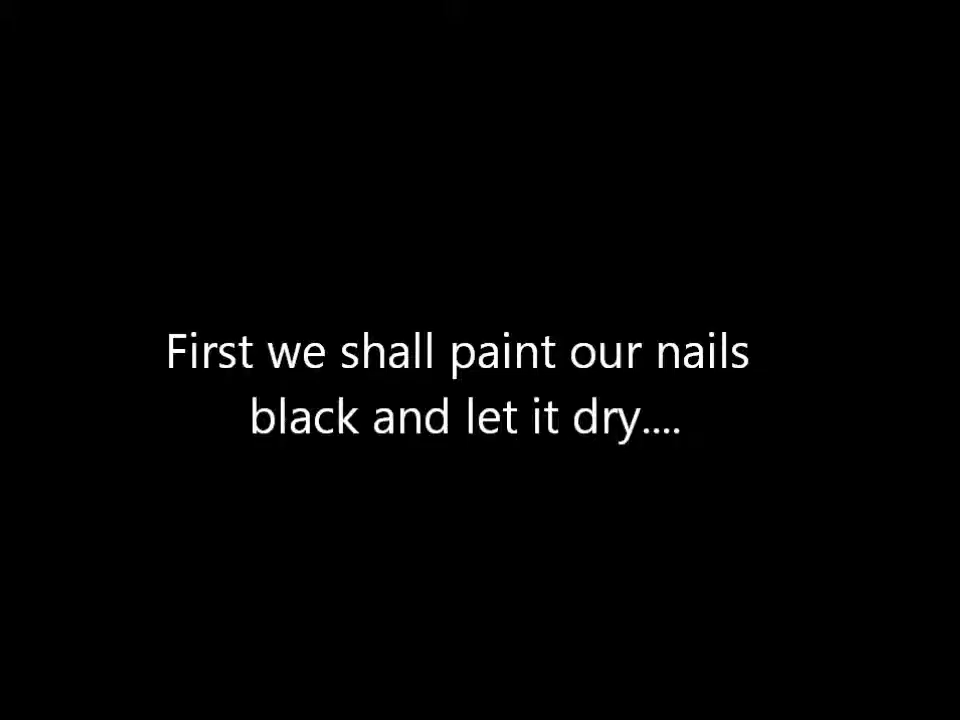 First we shall paint our nails
black and let it dry....